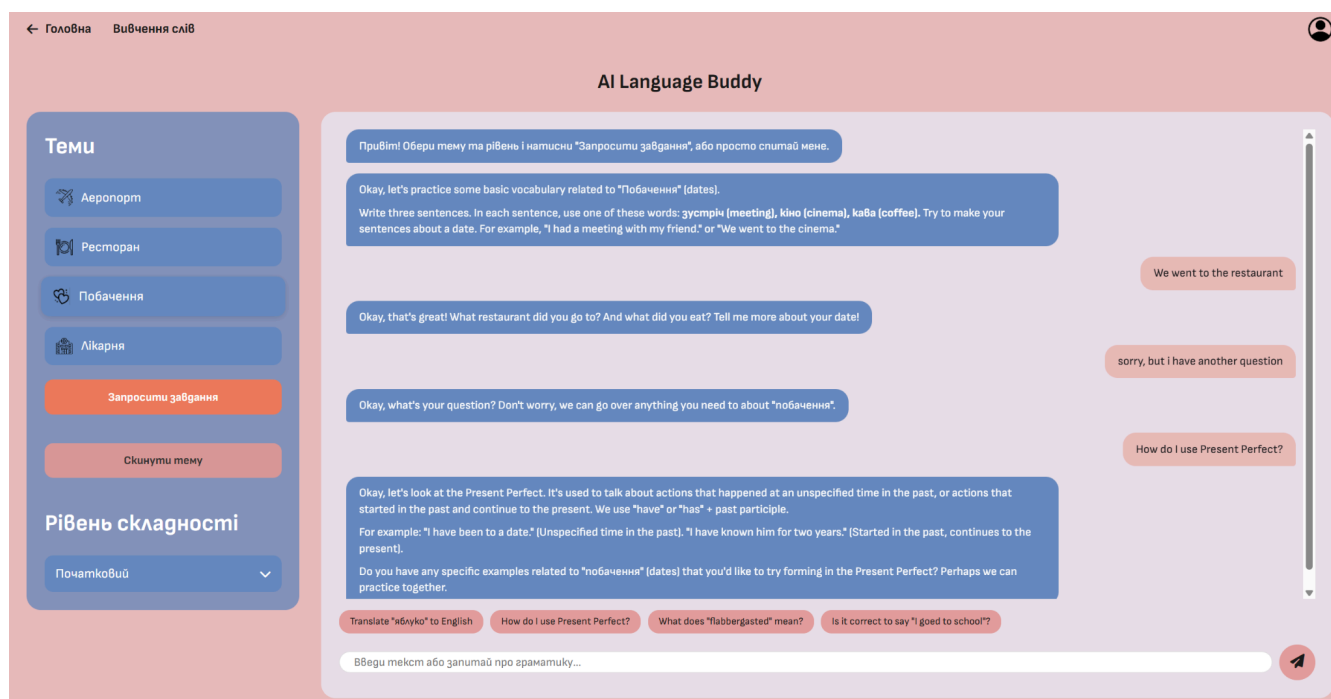 ← Головна Вивчення слів
AI Language Buddy
Теми
Аеропорт
Ресторан
Побачення
Лікарня
Запросити завдання
Скинути тему
Рівень складності
Початковий
Привіт! Обери тему та рівень і натисни "Запросити завдання", або просто спитай мене.
Okay, let's practice some basic vocabulary related to "Побачення" (dates).
Write three sentences. In each sentence, use one of these words: зустріч (meeting), кіно (cinema), кава (coffee). Try to make your
sentences about a date. For example, "I had a meeting with my friend." or "We went to the cinema."
We went to the restaurant
Okay, that's great! What restaurant did you go to? And what did you eat? Tell me more about your date!
sorry, but i have another question
Okay, what's your question? Don't worry, we can go over anything you need to about "побачення".
How do I use Present Perfect?
Okay, let's look at the Present Perfect. It's used to talk about actions that happened at an unspecified time in the past, or actions that
started in the past and continue to the present. We use "have" or "has" + past participle.
For example: "I have been to a date." (Unspecified time in the past). "I have known him for two years." (Started in the past, continues to the
present).
Do you have any specific examples related to "побачення" (dates) that you'd like to try forming in the Present Perfect? Perhaps we can
practice together.
Translate "яблуко" to English How do I use Present Perfect? What does "flabbergasted" mean? Is it correct to say "I goed to school"?
Введи текст або запитай про граматику...